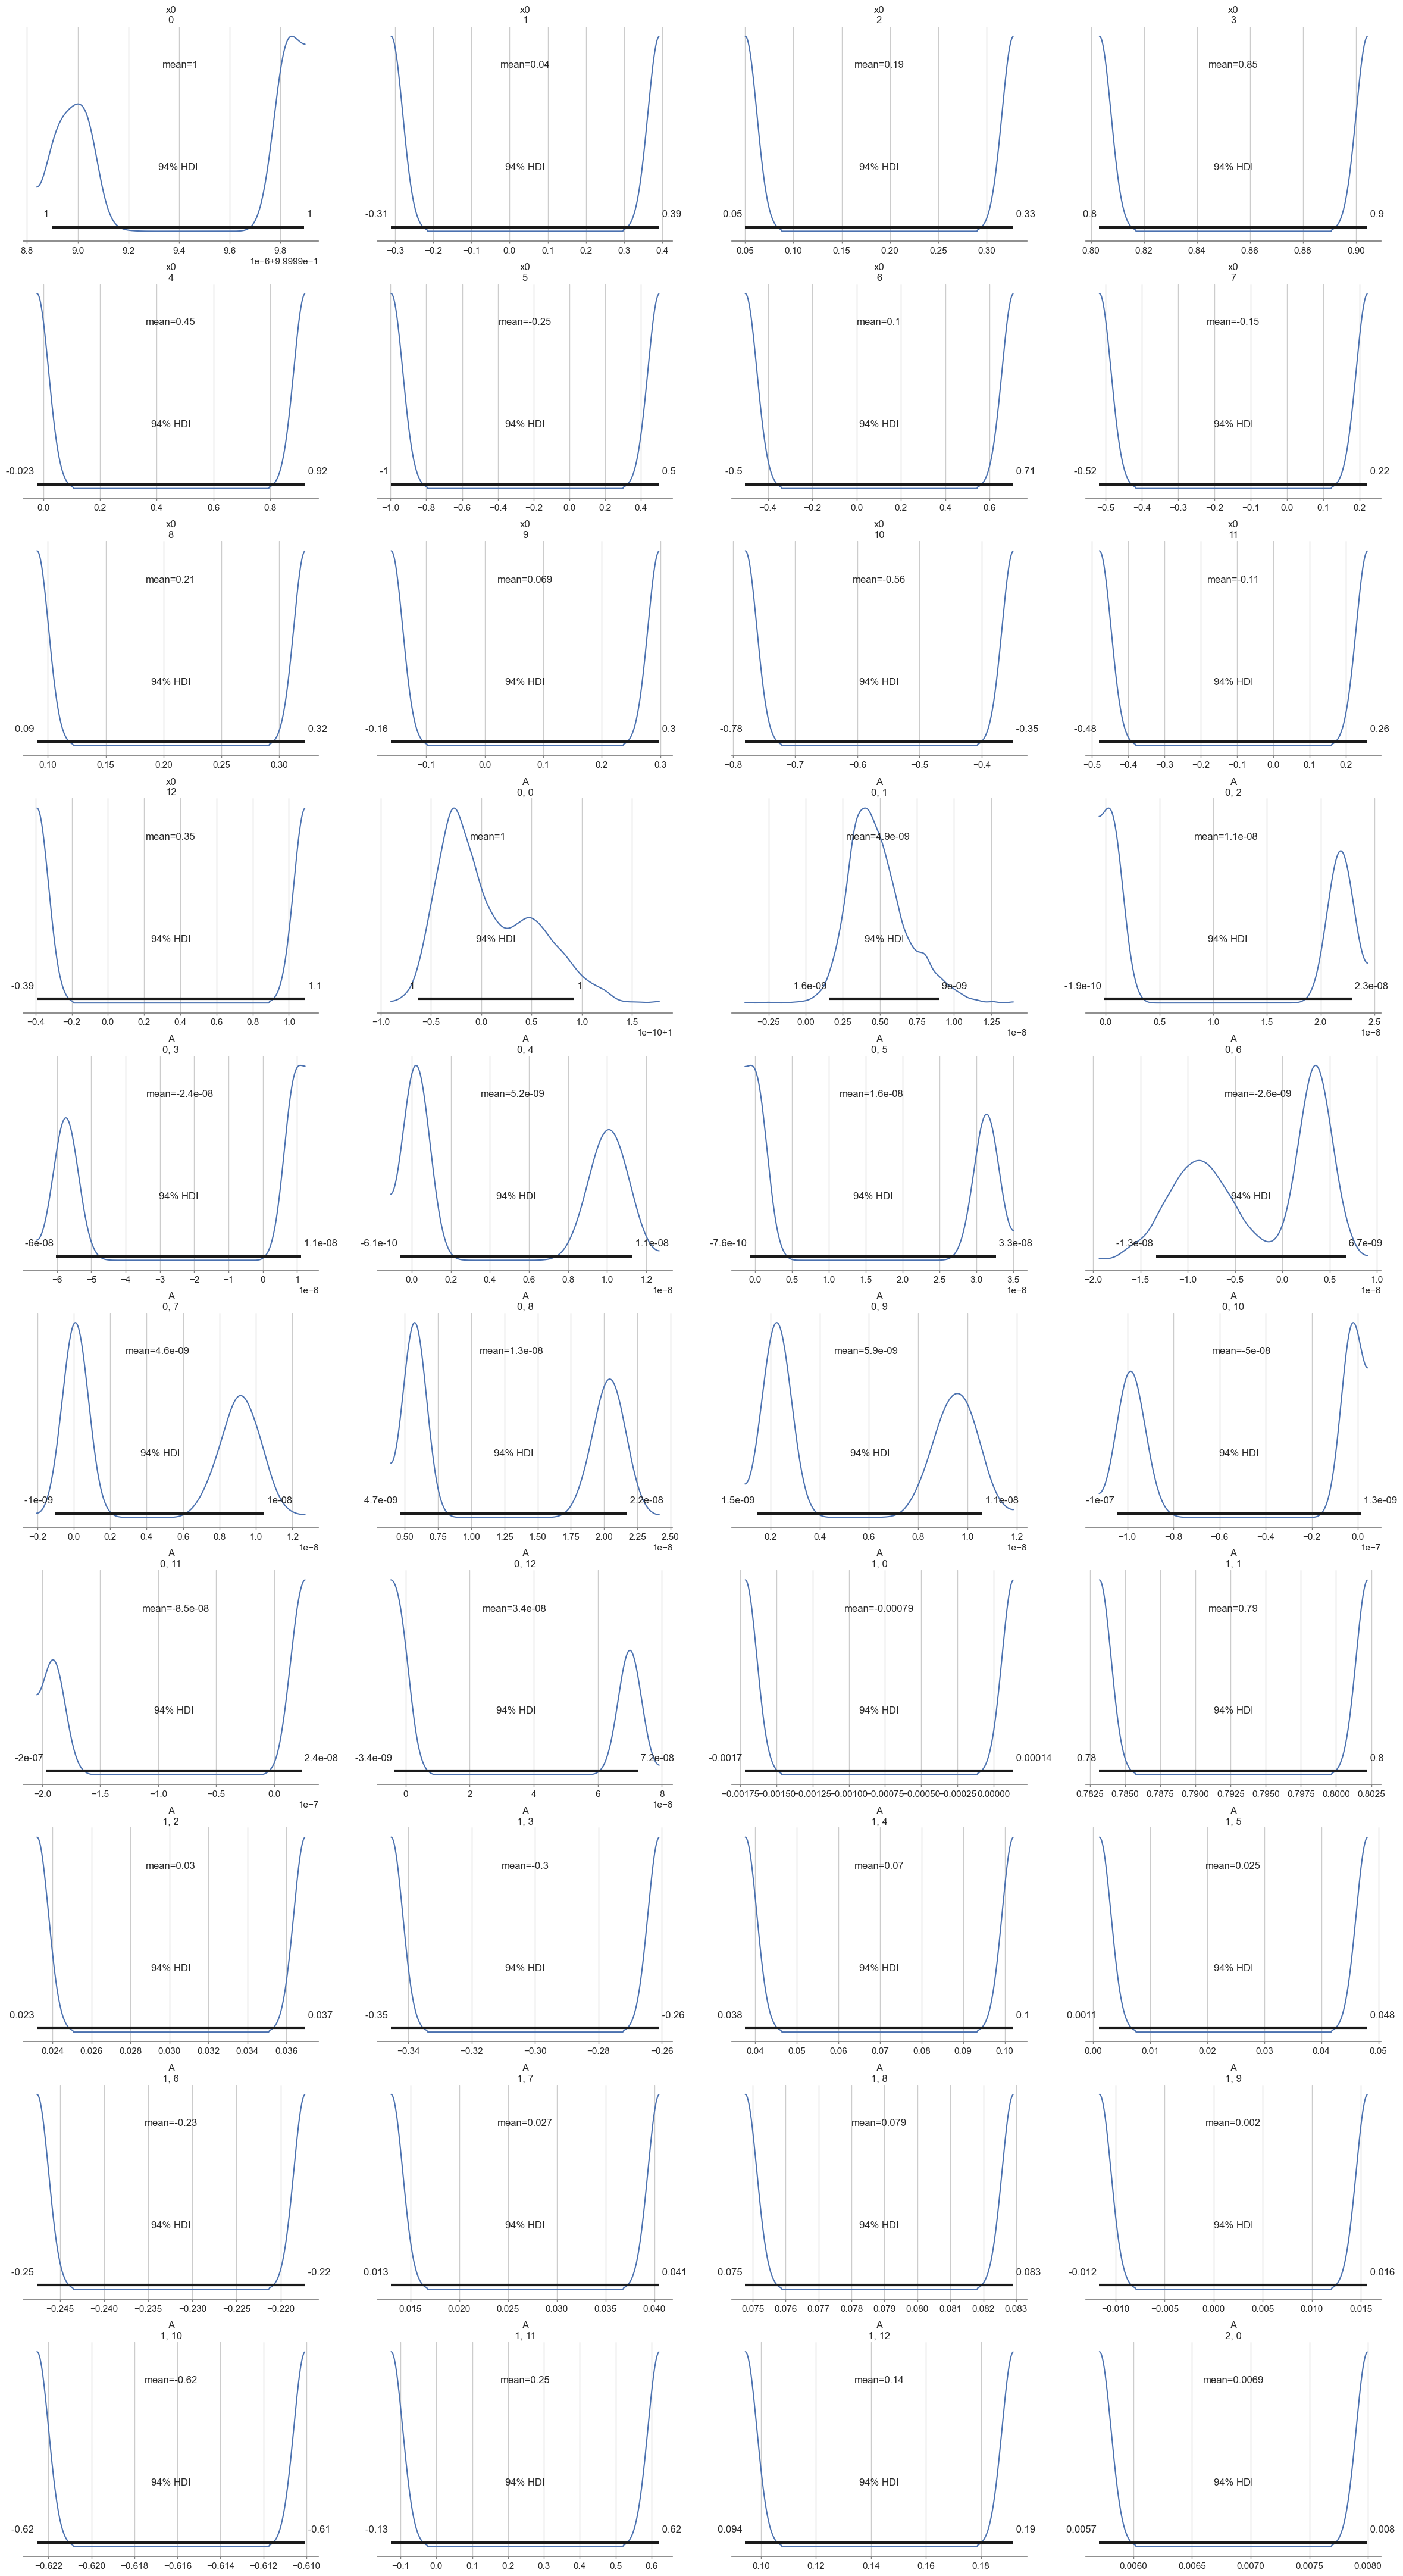 x0 x0 x0 x0
0 1 2 3
mean=1 mean=0.04 mean=0.19 mean=0.85
94% HDI 94% HDI 94% HDI 94% HDI
1 1 -0.31 0.39 0.05 0.33 0.8 0.9
8.8 9.0 9.2 9.4 9.6 9.8 −0.3 −0.2 −0.1 0.0 0.1 0.2 0.3 0.4 0.05 0.10 0.15 0.20 0.25 0.30 0.80 0.82 0.84 0.86 0.88 0.90
1e−6+9.9999e−1
x0 x0 x0 x0
4 5 6 7
mean=0.45 mean=-0.25 mean=0.1 mean=-0.15
94% HDI 94% HDI 94% HDI 94% HDI
-0.023 0.92 -1 0.5 -0.5 0.71 -0.52 0.22
0.0 0.2 0.4 0.6 0.8 −1.0 −0.8 −0.6 −0.4 −0.2 0.0 0.2 0.4 −0.4 −0.2 0.0 0.2 0.4 0.6 −0.5 −0.4 −0.3 −0.2 −0.1 0.0 0.1 0.2
x0 x0 x0 x0
8 9 10 11
mean=0.21 mean=0.069 mean=-0.56 mean=-0.11
94% HDI 94% HDI 94% HDI 94% HDI
0.09 0.32 -0.16 0.3 -0.78 -0.35 -0.48 0.26
0.10 0.15 0.20 0.25 0.30 −0.1 0.0 0.1 0.2 0.3 −0.8 −0.7 −0.6 −0.5 −0.4 −0.5 −0.4 −0.3 −0.2 −0.1 0.0 0.1 0.2
x0 A A A
12 0, 0 0, 1 0, 2
mean=0.35 mean=1 mean=4.9e-09 mean=1.1e-08
94% HDI 94% HDI 94% HDI 94% HDI
-0.39 1.1 1 1 1.6e-09 9e-09 -1.9e-10 2.3e-08
−0.4 −0.2 0.0 0.2 0.4 0.6 0.8 1.0 −1.0 −0.5 0.0 0.5 1.0 1.5 −0.25 0.00 0.25 0.50 0.75 1.00 1.25 0.0 0.5 1.0 1.5 2.0 2.5
1e−10+1 1e−8 1e−8
A A A A
0, 3 0, 4 0, 5 0, 6
mean=-2.4e-08 mean=5.2e-09 mean=1.6e-08 mean=-2.6e-09
94% HDI 94% HDI 94% HDI 94% HDI
-6e-08 1.1e-08 -6.1e-10 1.1e-08 -7.6e-10 3.3e-08 -1.3e-08 6.7e-09
−6 −5 −4 −3 −2 −1 0 1 0.0 0.2 0.4 0.6 0.8 1.0 1.2 0.0 0.5 1.0 1.5 2.0 2.5 3.0 3.5 −2.0 −1.5 −1.0 −0.5 0.0 0.5 1.0
1e−8 1e−8 1e−8 1e−8
A A A A
0, 7 0, 8 0, 9 0, 10
mean=4.6e-09 mean=1.3e-08 mean=5.9e-09 mean=-5e-08
94% HDI 94% HDI 94% HDI 94% HDI
-1e-09 1e-08 4.7e-09 2.2e-08 1.5e-09 1.1e-08 -1e-07 1.3e-09
−0.2 0.0 0.2 0.4 0.6 0.8 1.0 1.2 0.50 0.75 1.00 1.25 1.50 1.75 2.00 2.25 2.50 0.2 0.4 0.6 0.8 1.0 1.2 −1.0 −0.8 −0.6 −0.4 −0.2 0.0
1e−8 1e−8 1e−8 1e−7
A A A A
0, 11 0, 12 1, 0 1, 1
mean=-8.5e-08 mean=3.4e-08 mean=-0.00079 mean=0.79
94% HDI 94% HDI 94% HDI 94% HDI
-2e-07 2.4e-08 -3.4e-09 7.2e-08 -0.0017 0.00014 0.78 0.8
−2.0 −1.5 −1.0 −0.5 0.0 0 2 4 6 8 −0.00175 −0.00150 −0.00125 −0.00100 −0.00075 −0.00050 −0.00025 0.00000 0.7825 0.7850 0.7875 0.7900 0.7925 0.7950 0.7975 0.8000 0.8025
1e−7 1e−8
A A A A
1, 2 1, 3 1, 4 1, 5
mean=0.03 mean=-0.3 mean=0.07 mean=0.025
94% HDI 94% HDI 94% HDI 94% HDI
0.023 0.037 -0.35 -0.26 0.038 0.1 0.0011 0.048
0.024 0.026 0.028 0.030 0.032 0.034 0.036 −0.34 −0.32 −0.30 −0.28 −0.26 0.04 0.05 0.06 0.07 0.08 0.09 0.10 0.00 0.01 0.02 0.03 0.04 0.05
A A A A
1, 6 1, 7 1, 8 1, 9
mean=-0.23 mean=0.027 mean=0.079 mean=0.002
94% HDI 94% HDI 94% HDI 94% HDI
-0.25 -0.22 0.013 0.041 0.075 0.083 -0.012 0.016
−0.245 −0.240 −0.235 −0.230 −0.225 −0.220 0.015 0.020 0.025 0.030 0.035 0.040 0.075 0.076 0.077 0.078 0.079 0.080 0.081 0.082 0.083 −0.010 −0.005 0.000 0.005 0.010 0.015
A A A A
1, 10 1, 11 1, 12 2, 0
mean=-0.62 mean=0.25 mean=0.14 mean=0.0069
94% HDI 94% HDI 94% HDI 94% HDI
-0.62 -0.61 -0.13 0.62 0.094 0.19 0.0057 0.008
−0.622 −0.620 −0.618 −0.616 −0.614 −0.612 −0.610 −0.1 0.0 0.1 0.2 0.3 0.4 0.5 0.6 0.10 0.12 0.14 0.16 0.18 0.0060 0.0065 0.0070 0.0075 0.0080